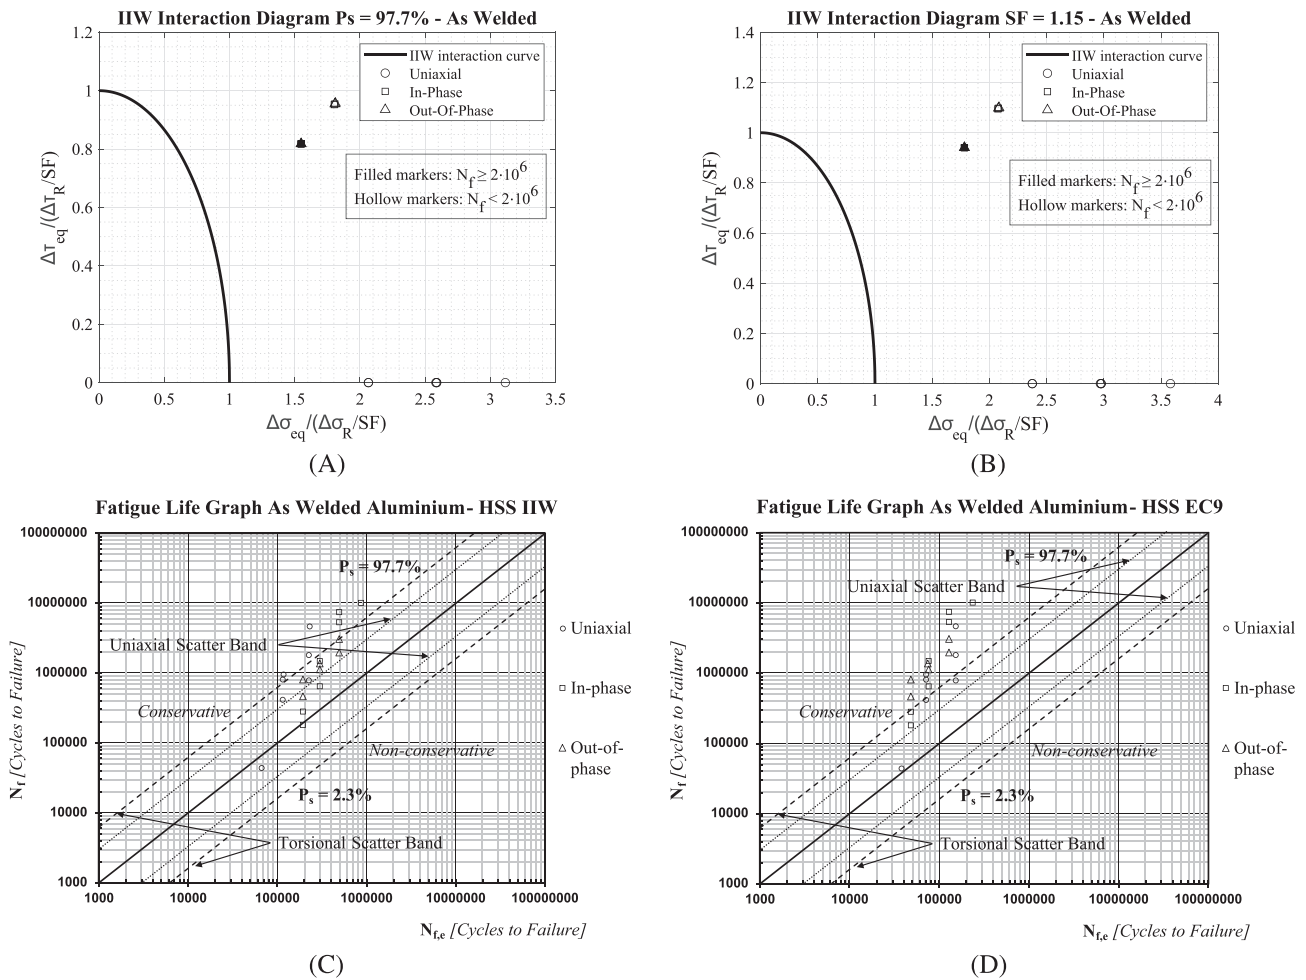 IIW Interaction Diagram Ps = 97.7% - As Welded
1.2
1
0.8
0.6
0.4
0.2
0
0 0.5 1 1.5 2 2.5 3 3.5
Δτeq/(ΔτR/SF)
Δσeq/(ΔσR/SF)
IIW interaction curve
Uniaxial
In-Phase
Out-Of-Phase
Filled markers: Nf ≥ 2·10^6
Hollow markers: Nf < 2·10^6
(A)
IIW Interaction Diagram SF = 1.15 - As Welded
1.4
1.2
1
0.8
0.6
0.4
0.2
0
0 0.5 1 1.5 2 2.5 3 3.5 4
Δτeq/(ΔτR/SF)
Δσeq/(ΔσR/SF)
IIW interaction curve
Uniaxial
In-Phase
Out-Of-Phase
Filled markers: Nf ≥ 2·10^6
Hollow markers: Nf < 2·10^6
(B)
Fatigue Life Graph As Welded Aluminium- HSS IIW
100000000
10000000
1000000
100000
10000
1000
1000 10000 100000 1000000 10000000 100000000
Nf [Cycles to Failure]
Nf,e [Cycles to Failure]
Ps = 97.7%
Uniaxial Scatter Band
Conservative
Non-conservative
Ps = 2.3%
Torsional Scatter Band
Uniaxial
In-phase
Out-of-
phase
(C)
Fatigue Life Graph As Welded Aluminium- HSS EC9
100000000
10000000
1000000
100000
10000
1000
1000 10000 100000 1000000 10000000 100000000
Nf [Cycles to Failure]
Nf,e [Cycles to Failure]
Ps = 97.7%
Uniaxial Scatter Band
Conservative
Non-conservative
Ps = 2.3%
Torsional Scatter Band
Uniaxial
In-phase
Out-of-
phase
(D)